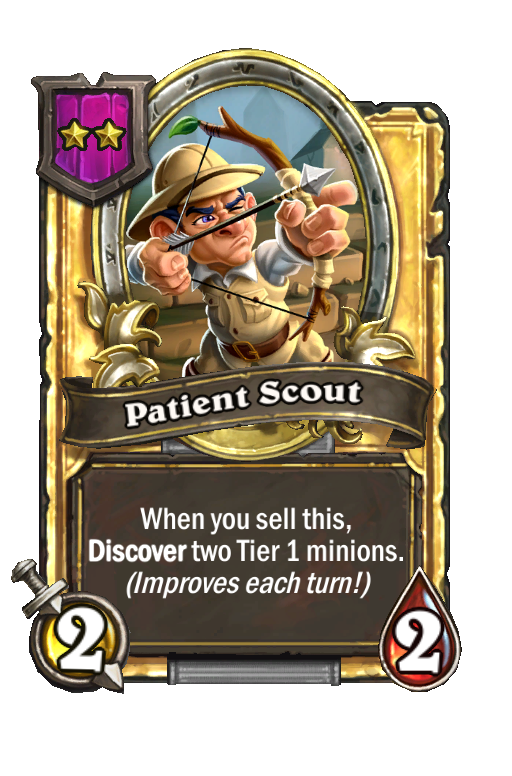 Patient Scout
When you sell this,
Discover two Tier 1 minions.
(Improves each turn!)
2
2